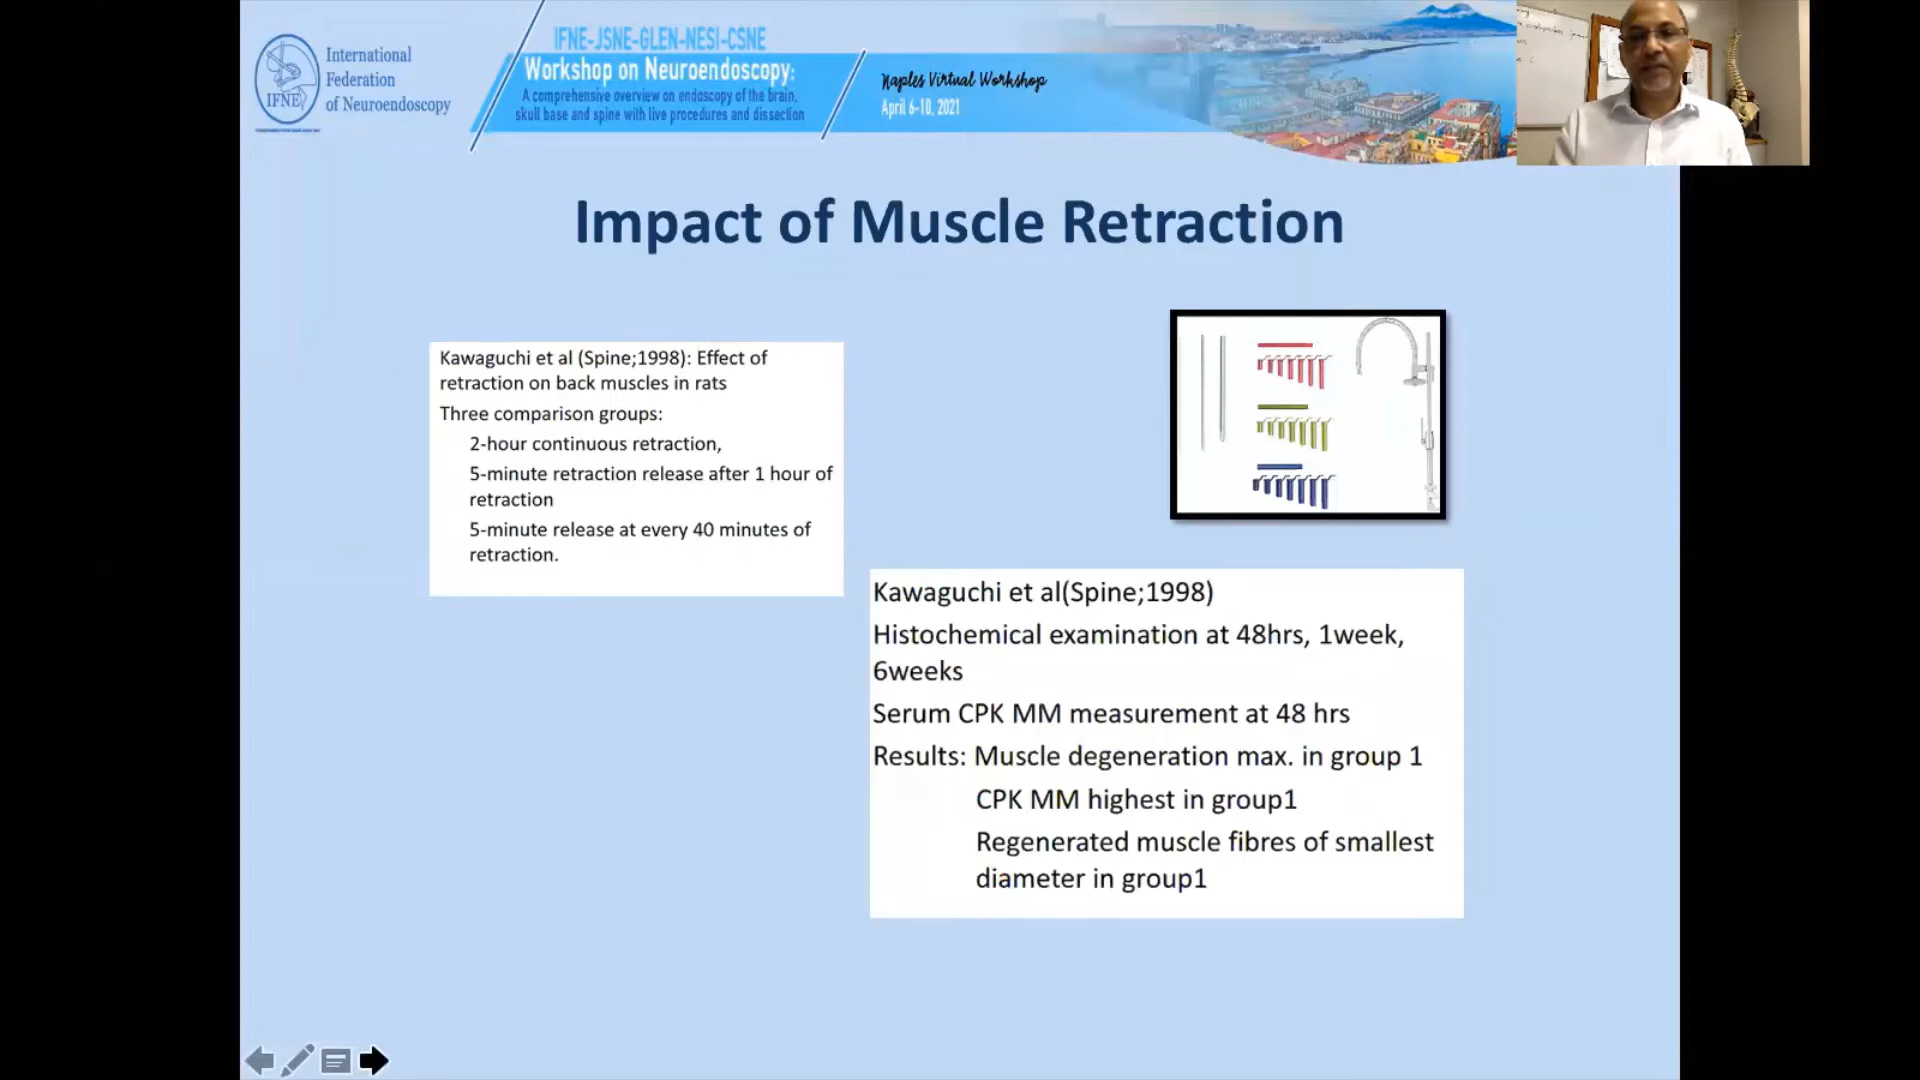 International
Federation
of Neuroendoscopy
IFNE
IFNE-JSNE-GLEN-NESI-CSNE
Workshop on Neuroendoscopy:
A comprehensive overview on endoscopy of the brain,
skull base and spine with live procedures and dissection
Naples Virtual Workshop
April 6-10, 2021
Impact of Muscle Retraction
Kawaguchi et al (Spine;1998): Effect of
retraction on back muscles in rats
Three comparison groups:
2-hour continuous retraction,
5-minute retraction release after 1 hour of
retraction
5-minute release at every 40 minutes of
retraction.
Kawaguchi et al(Spine;1998)
Histochemical examination at 48hrs, 1week,
6weeks
Serum CPK MM measurement at 48 hrs
Results: Muscle degeneration max. in group 1
CPK MM highest in group1
Regenerated muscle fibres of smallest
diameter in group1